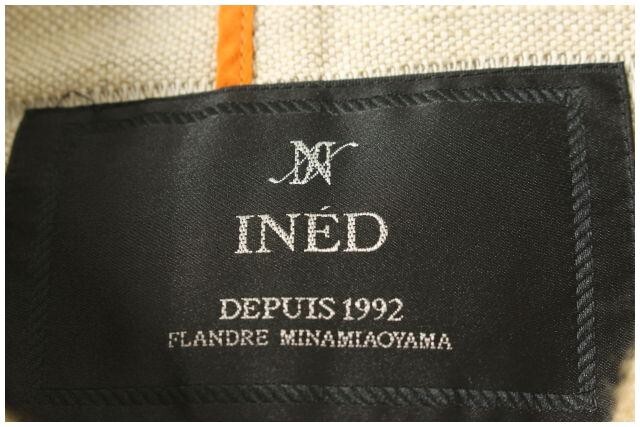 INÉD
DEPUIS 1992
FLANDRE MINAMIAOYAMA